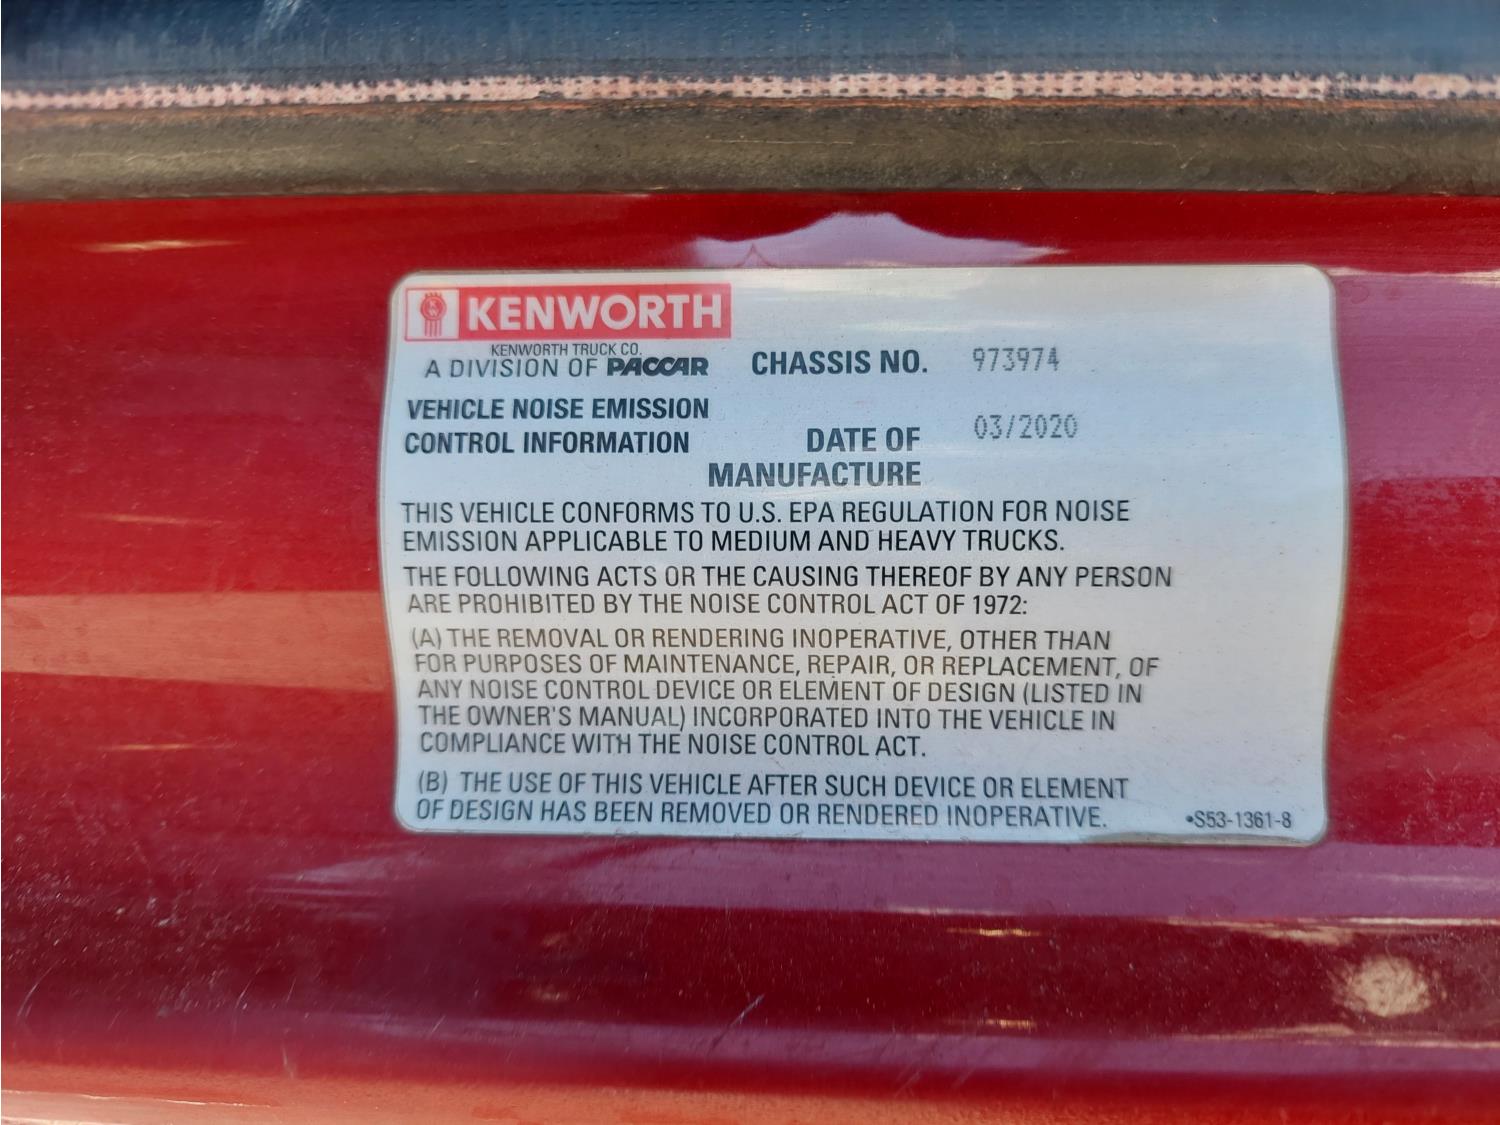 KENWORTH
KENWORTH TRUCK CO.
A DIVISION OF PACCAR
CHASSIS NO. 973974
VEHICLE NOISE EMISSION
CONTROL INFORMATION
DATE OF 03/2020
MANUFACTURE
THIS VEHICLE CONFORMS TO U.S. EPA REGULATION FOR NOISE
EMISSION APPLICABLE TO MEDIUM AND HEAVY TRUCKS.
THE FOLLOWING ACTS OR THE CAUSING THEREOF BY ANY PERSON
ARE PROHIBITED BY THE NOISE CONTROL ACT OF 1972:
(A) THE REMOVAL OR RENDERING INOPERATIVE, OTHER THAN
FOR PURPOSES OF MAINTENANCE, REPAIR, OR REPLACEMENT, OF
ANY NOISE CONTROL DEVICE OR ELEMENT OF DESIGN (LISTED IN
THE OWNER'S MANUAL) INCORPORATED INTO THE VEHICLE IN
COMPLIANCE WITH THE NOISE CONTROL ACT.
(B) THE USE OF THIS VEHICLE AFTER SUCH DEVICE OR ELEMENT
OF DESIGN HAS BEEN REMOVED OR RENDERED INOPERATIVE.
•S53-1361-8